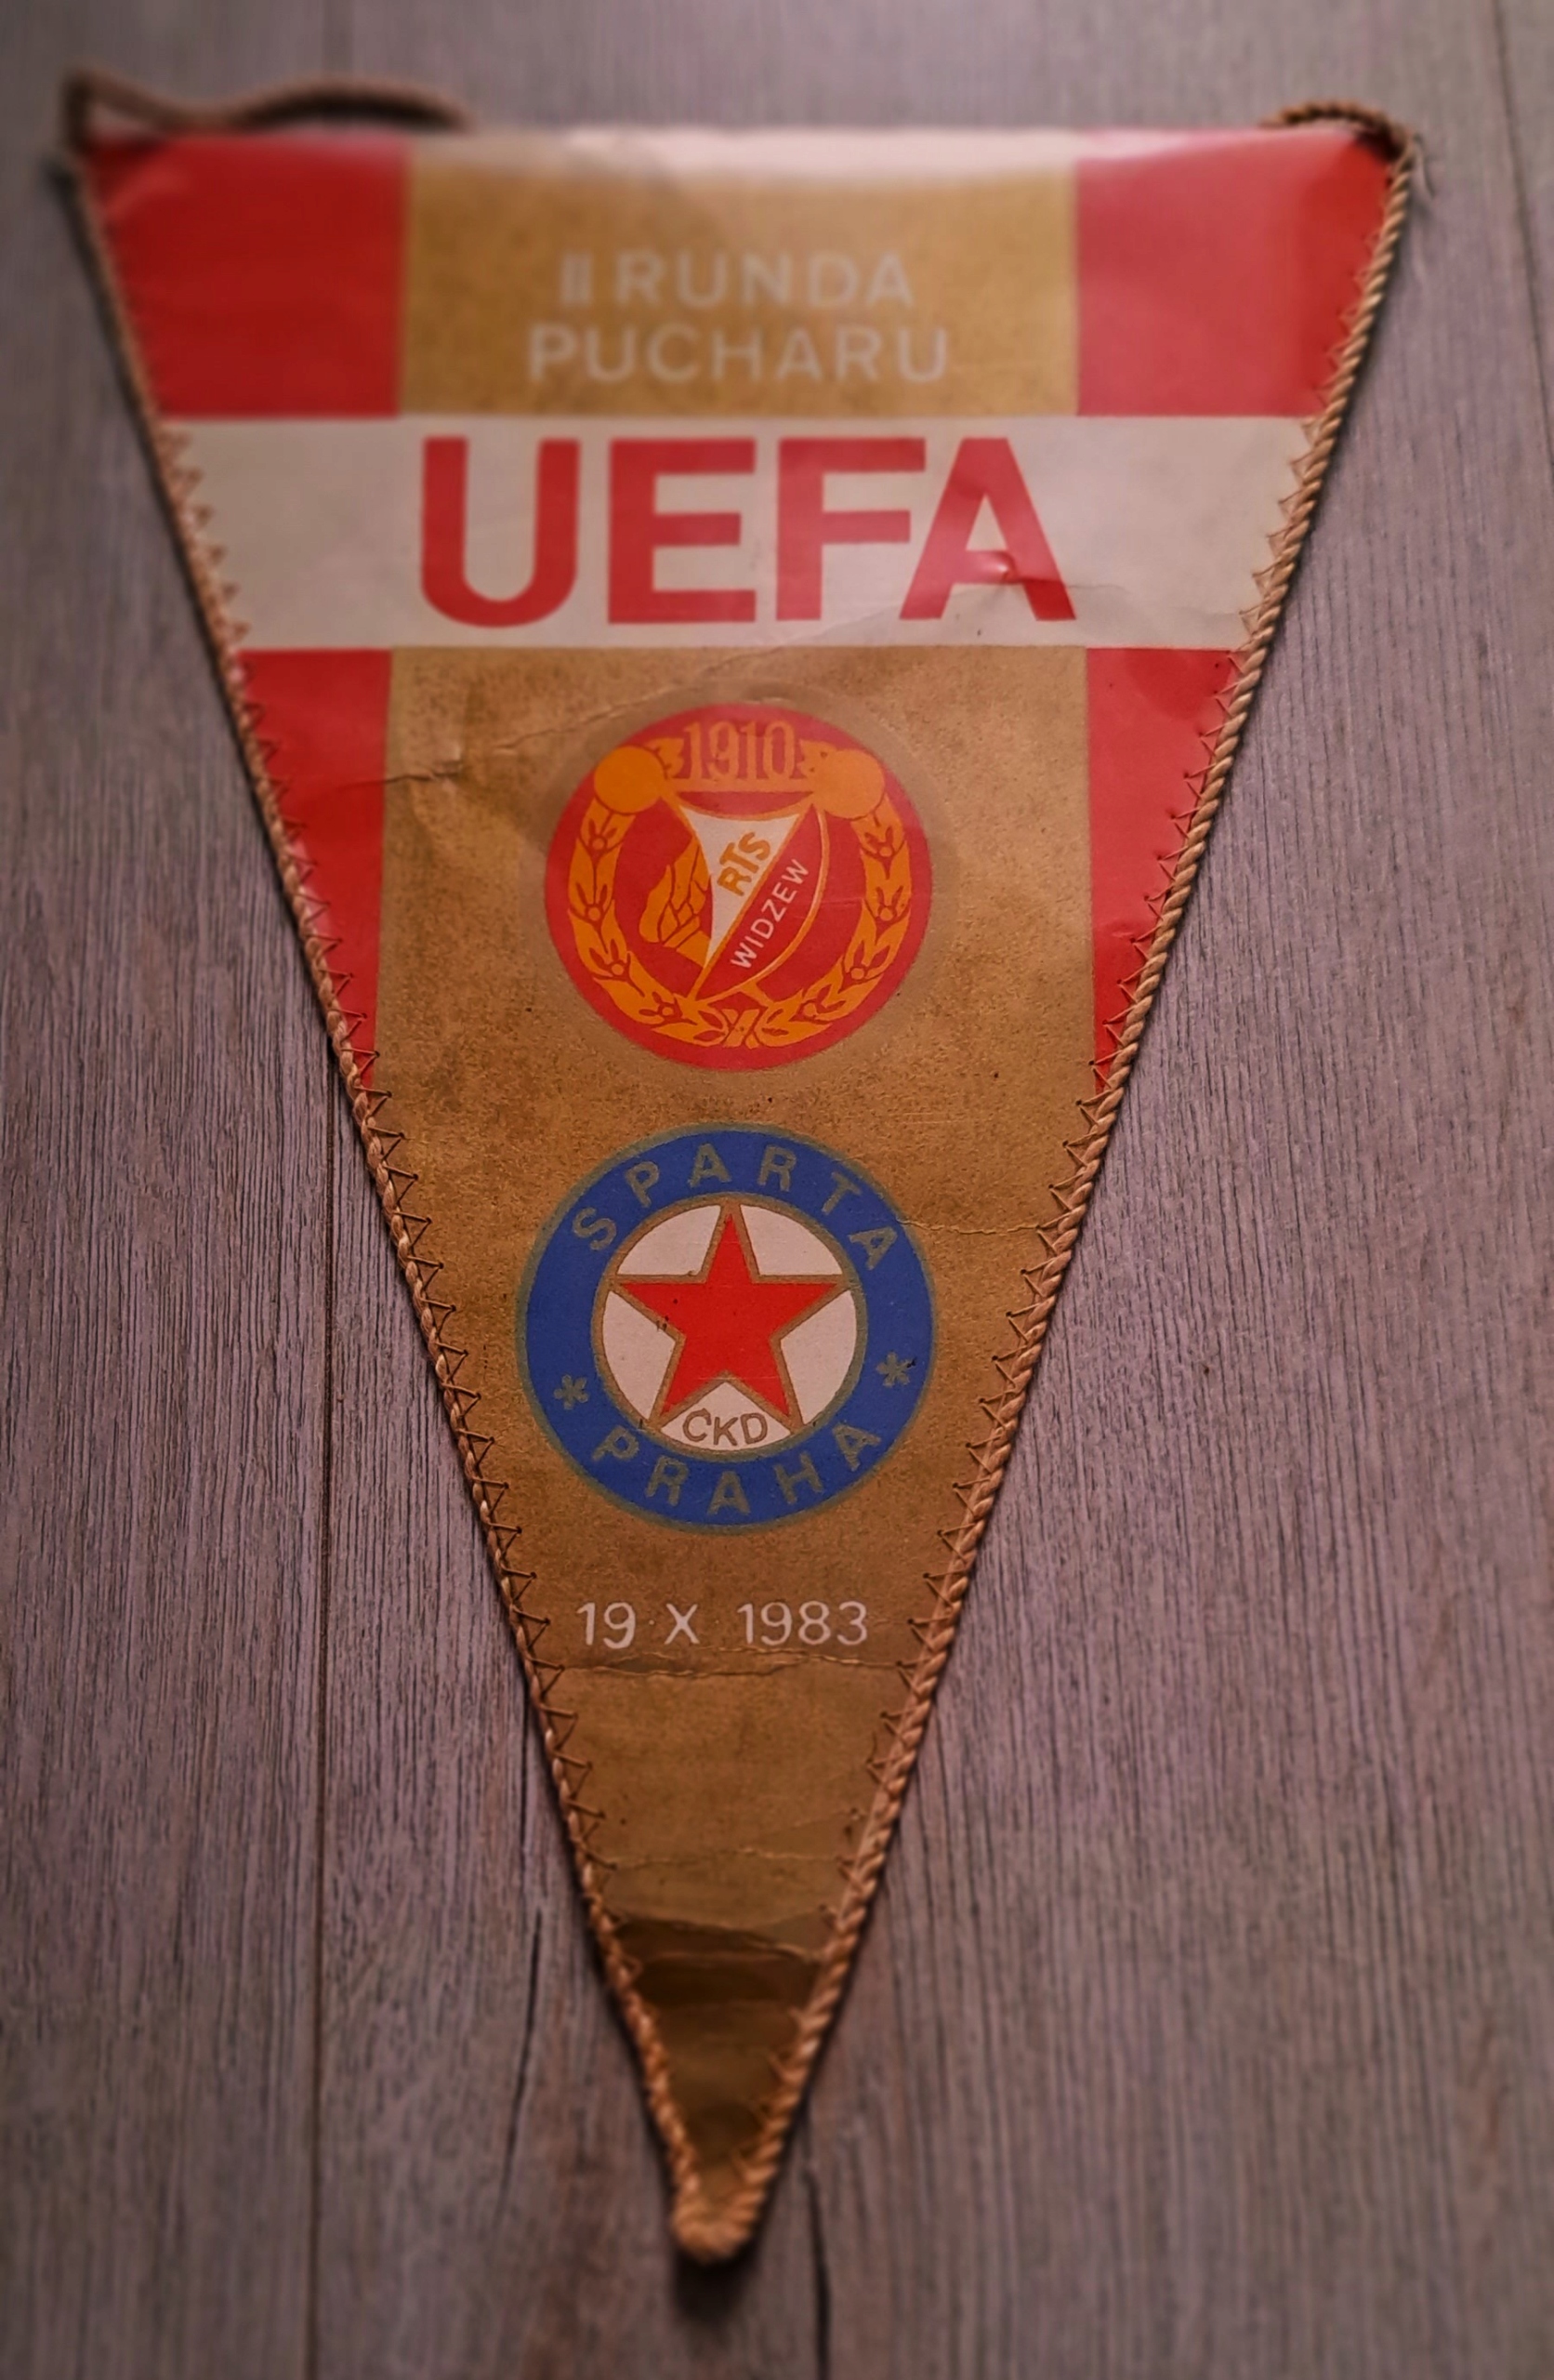 II RUNDA
PUCHARU
UEFA
1910
RTS
WIDZEW
SPARTA
ČKD
* PRAHA *
19 X 1983